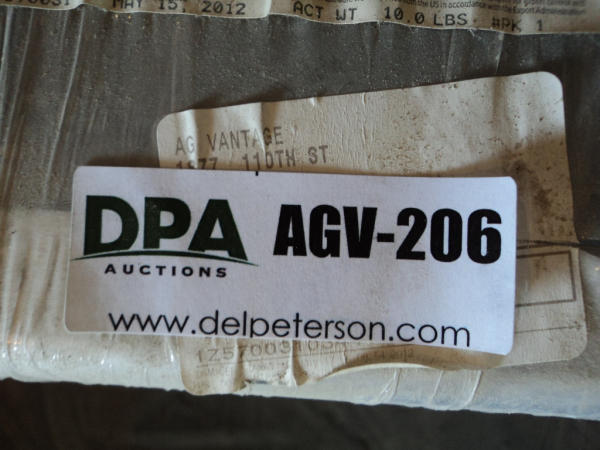 MAY 15, 2012 ACT WT 10.0 LBS #PK 1
AG VANTAGE
1577 110TH ST
DPA AGV-206
AUCTIONS
www.delpeterson.com